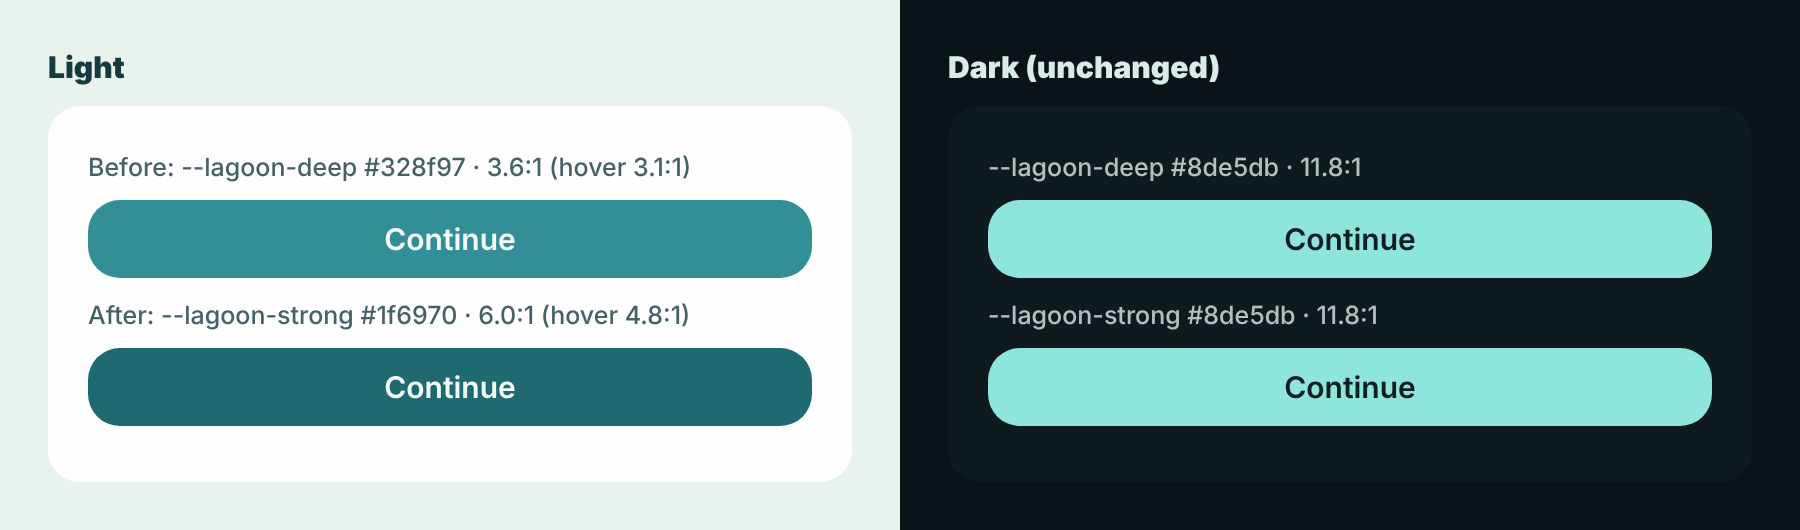 Light
Before: --lagoon-deep #328f97 · 3.6:1 (hover 3.1:1)
Continue
After: --lagoon-strong #1f6970 · 6.0:1 (hover 4.8:1)
Continue
Dark (unchanged)
--lagoon-deep #8de5db · 11.8:1
Continue
--lagoon-strong #8de5db · 11.8:1
Continue